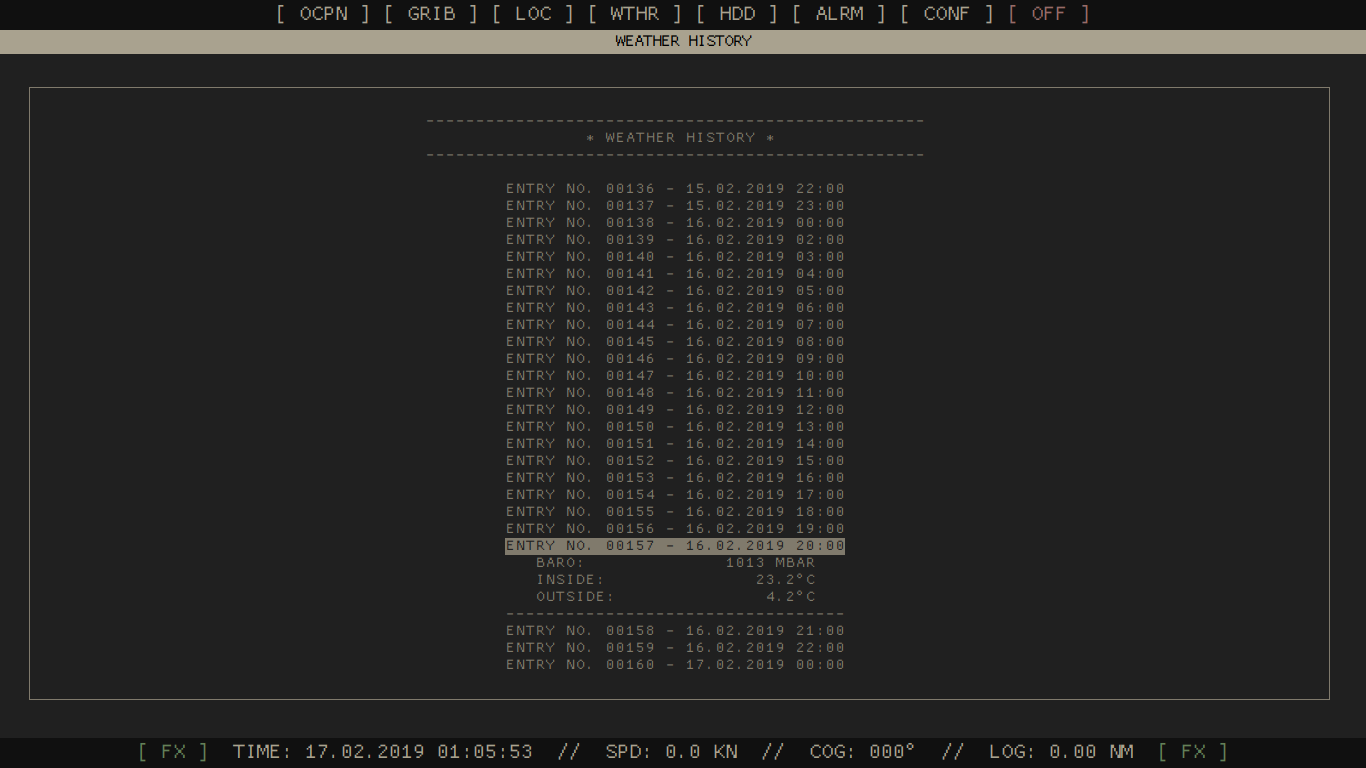 [ OCPN ] [ GRIB ] [ LOC ] [ WTHR ] [ HDD ] [ ALRM ] [ CONF ] [ OFF ]
WEATHER HISTORY
--------------------------------------------------
* WEATHER HISTORY *
--------------------------------------------------
ENTRY NO. 00136 - 15.02.2019 22:00
ENTRY NO. 00137 - 15.02.2019 23:00
ENTRY NO. 00138 - 16.02.2019 00:00
ENTRY NO. 00139 - 16.02.2019 02:00
ENTRY NO. 00140 - 16.02.2019 03:00
ENTRY NO. 00141 - 16.02.2019 04:00
ENTRY NO. 00142 - 16.02.2019 05:00
ENTRY NO. 00143 - 16.02.2019 06:00
ENTRY NO. 00144 - 16.02.2019 07:00
ENTRY NO. 00145 - 16.02.2019 08:00
ENTRY NO. 00146 - 16.02.2019 09:00
ENTRY NO. 00147 - 16.02.2019 10:00
ENTRY NO. 00148 - 16.02.2019 11:00
ENTRY NO. 00149 - 16.02.2019 12:00
ENTRY NO. 00150 - 16.02.2019 13:00
ENTRY NO. 00151 - 16.02.2019 14:00
ENTRY NO. 00152 - 16.02.2019 15:00
ENTRY NO. 00153 - 16.02.2019 16:00
ENTRY NO. 00154 - 16.02.2019 17:00
ENTRY NO. 00155 - 16.02.2019 18:00
ENTRY NO. 00156 - 16.02.2019 19:00
ENTRY NO. 00157 - 16.02.2019 20:00
BARO: 1013 MBAR
INSIDE: 23.2°C
OUTSIDE: 4.2°C
----------------------------------
ENTRY NO. 00158 - 16.02.2019 21:00
ENTRY NO. 00159 - 16.02.2019 22:00
ENTRY NO. 00160 - 17.02.2019 00:00
[ FX ] TIME: 17.02.2019 01:05:53 // SPD: 0.0 KN // COG: 000° // LOG: 0.00 NM [ FX ]